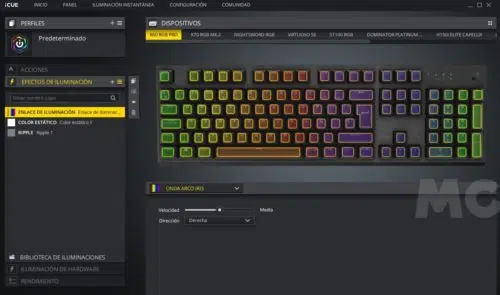 iCUE
INICIO
PANEL
ILUMINACIÓN INSTANTÁNEA
CONFIGURACIÓN
COMUNIDAD
PERFILES
Predeterminado
ACCIONES
EFECTOS DE ILUMINACIÓN
ENLACE DE ILUMINACIÓN Enlace de iluminac...
COLOR ESTÁTICO Color estático 1
RIPPLE Ripple 1
BIBLIOTECA DE ILUMINACIONES
ILUMINACIÓN DE HARDWARE
RENDIMIENTO
DISPOSITIVOS
K60 RGB PRO
K70 RGB MK.2
NIGHTSWORD RGB
VIRTUOSO SE
ST100 RGB
DOMINATOR PLATINUM...
H150i ELITE CAPELLIX
ONDA ARCO IRIS
Velocidad
Media
Dirección
Derecha
MC